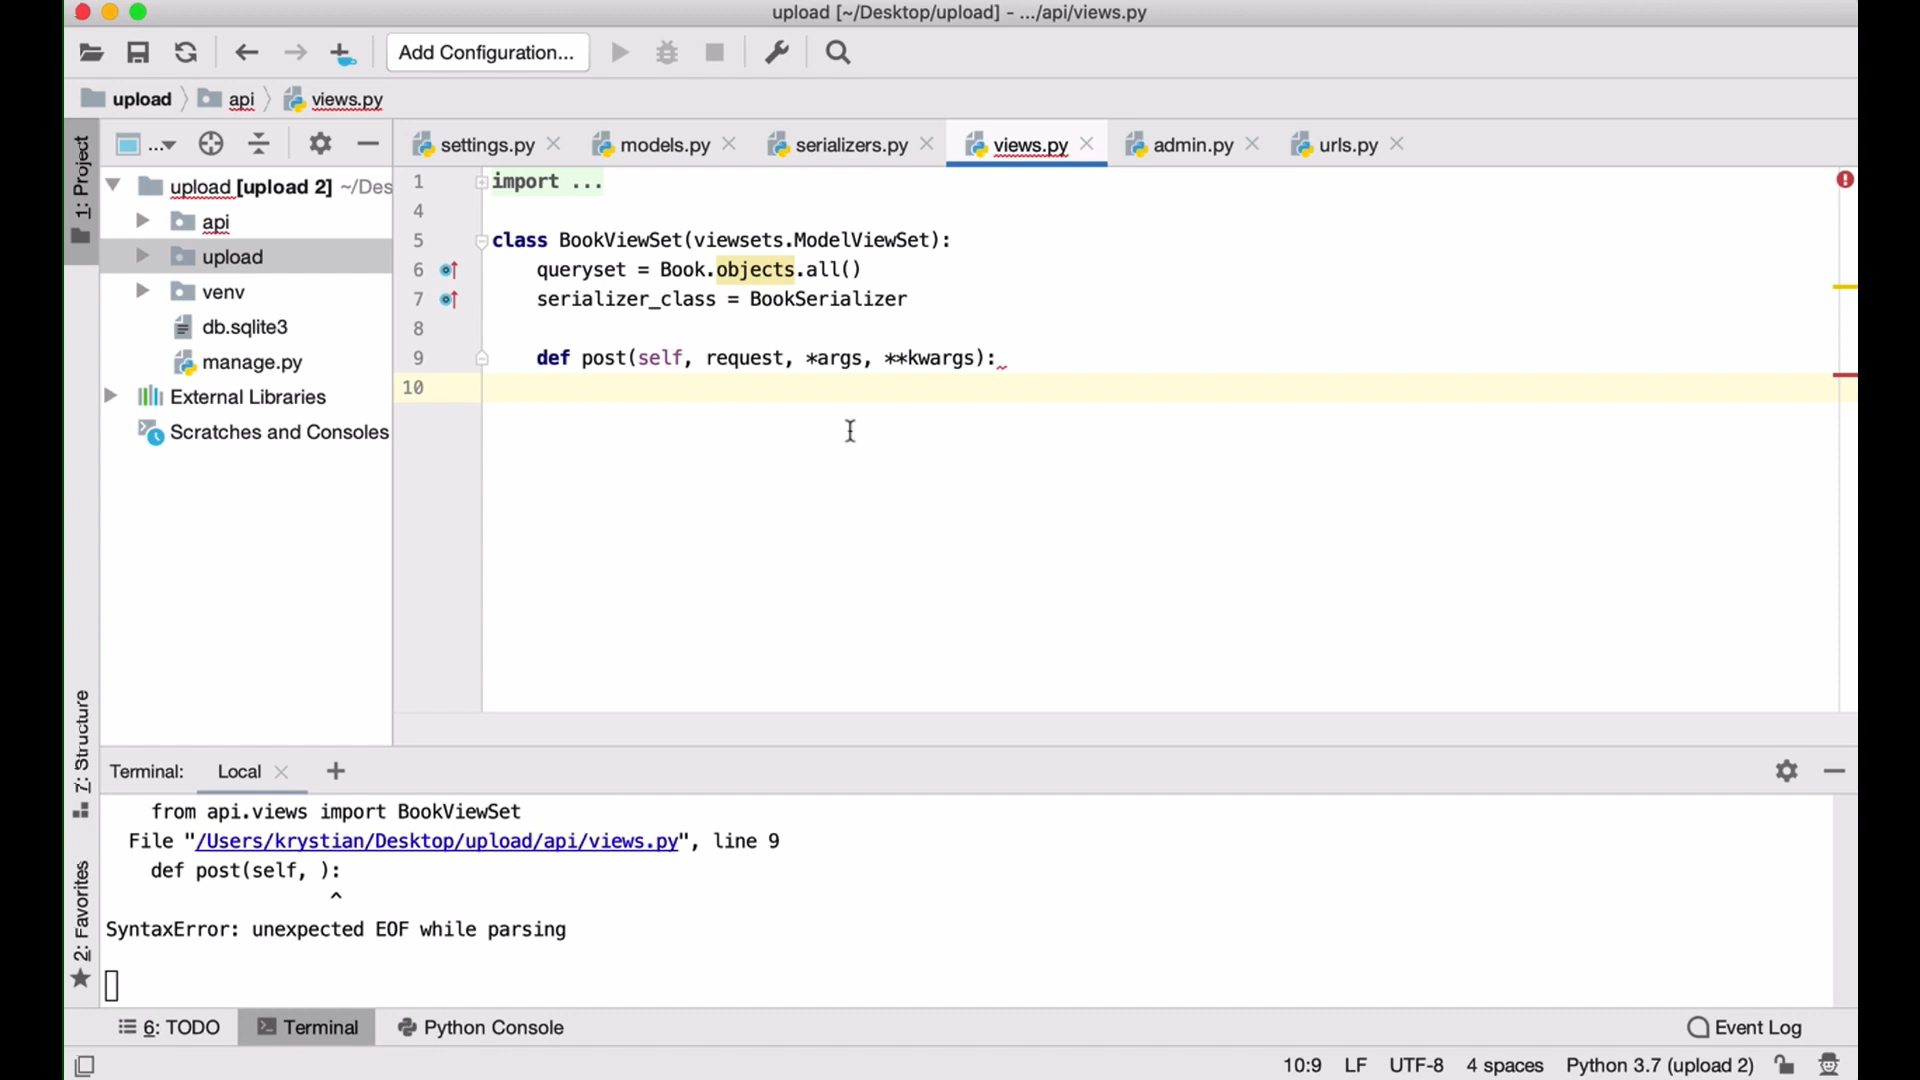 upload [~/Desktop/upload] - .../api/views.py
Add Configuration...
upload api views.py
1: Project
...
settings.py models.py serializers.py views.py admin.py urls.py
upload [upload 2] ~/Des
api
upload
venv
db.sqlite3
manage.py
External Libraries
Scratches and Consoles
1 import ...
4
5 class BookViewSet(viewsets.ModelViewSet):
6 queryset = Book.objects.all()
7 serializer_class = BookSerializer
8
9 def post(self, request, *args, **kwargs):
10
7: Structure
2: Favorites
Terminal: Local
from api.views import BookViewSet
File "/Users/krystian/Desktop/upload/api/views.py", line 9
def post(self, ):
^
SyntaxError: unexpected EOF while parsing
6: TODO Terminal Python Console Event Log
10:9 LF UTF-8 4 spaces Python 3.7 (upload 2)